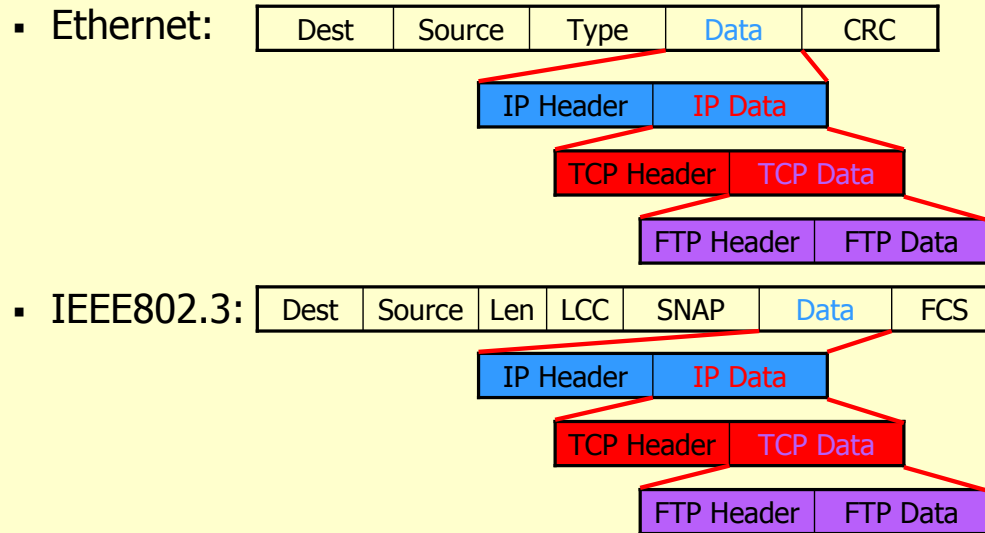 ▪ Ethernet: Dest Source Type Data CRC
IP Header IP Data
TCP Header TCP Data
FTP Header FTP Data
▪ IEEE802.3: Dest Source Len LCC SNAP Data FCS
IP Header IP Data
TCP Header TCP Data
FTP Header FTP Data